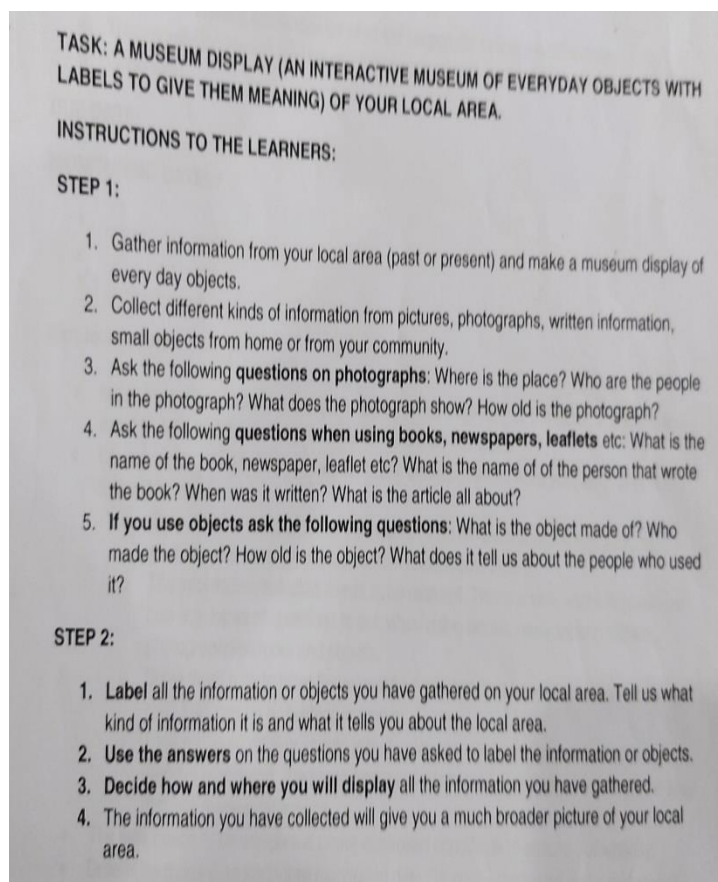 TASK: A MUSEUM DISPLAY (AN INTERACTIVE MUSEUM OF EVERYDAY OBJECTS WITH
LABELS TO GIVE THEM MEANING) OF YOUR LOCAL AREA.
INSTRUCTIONS TO THE LEARNERS:
STEP 1:
1. Gather information from your local area (past or present) and make a museum display of
every day objects.
2. Collect different kinds of information from pictures, photographs, written information,
small objects from home or from your community.
3. Ask the following questions on photographs: Where is the place? Who are the people
in the photograph? What does the photograph show? How old is the photograph?
4. Ask the following questions when using books, newspapers, leaflets etc: What is the
name of the book, newspaper, leaflet etc? What is the name of of the person that wrote
the book? When was it written? What is the article all about?
5. If you use objects ask the following questions: What is the object made of? Who
made the object? How old is the object? What does it tell us about the people who used
it?
STEP 2:
1. Label all the information or objects you have gathered on your local area. Tell us what
kind of information it is and what it tells you about the local area.
2. Use the answers on the questions you have asked to label the information or objects.
3. Decide how and where you will display all the information you have gathered.
4. The information you have collected will give you a much broader picture of your local
area.